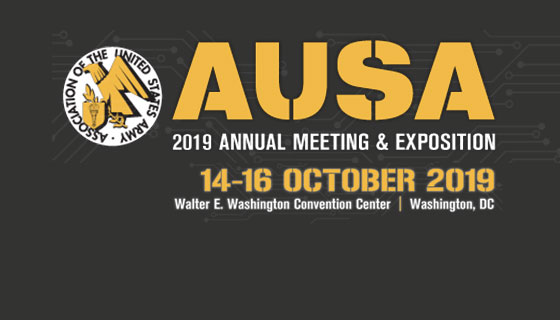 ASSOCIATION OF THE UNITED STATES ARMY
AUSA
2019 ANNUAL MEETING & EXPOSITION
14-16 OCTOBER 2019
Walter E. Washington Convention Center | Washington, DC